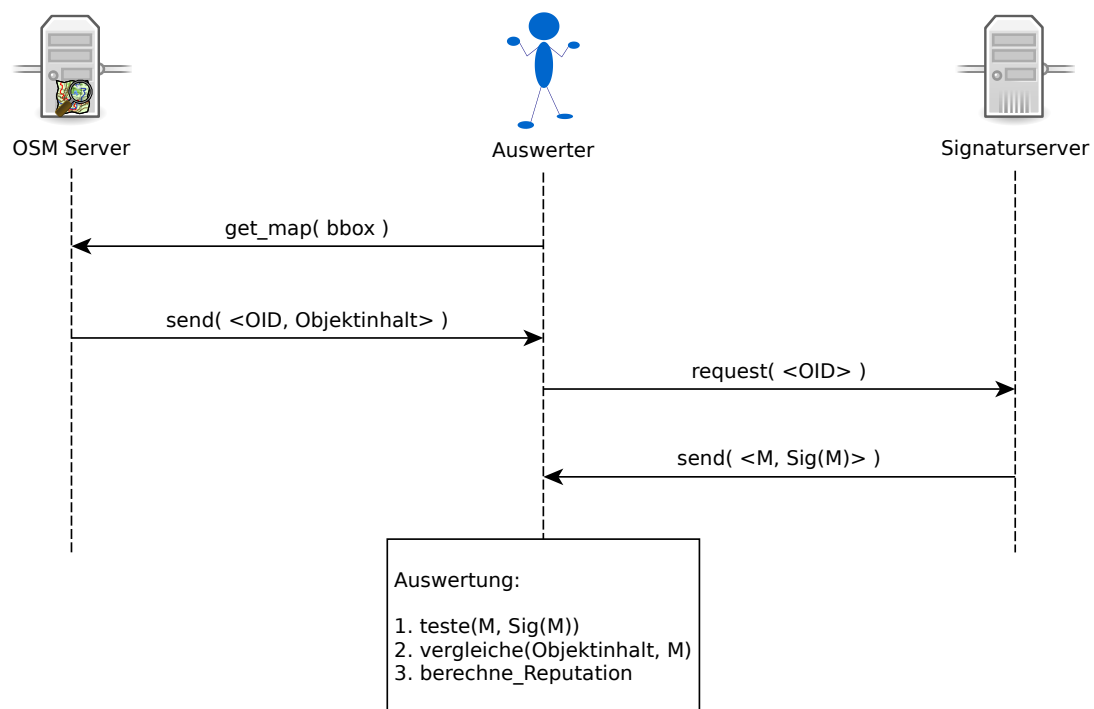 OSM Server
Auswerter
Signaturserver
get_map( bbox )
send( <OID, Objektinhalt> )
request( <OID> )
send( <M, Sig(M)> )
Auswertung:
1. teste(M, Sig(M))
2. vergleiche(Objektinhalt, M)
3. berechne_Reputation